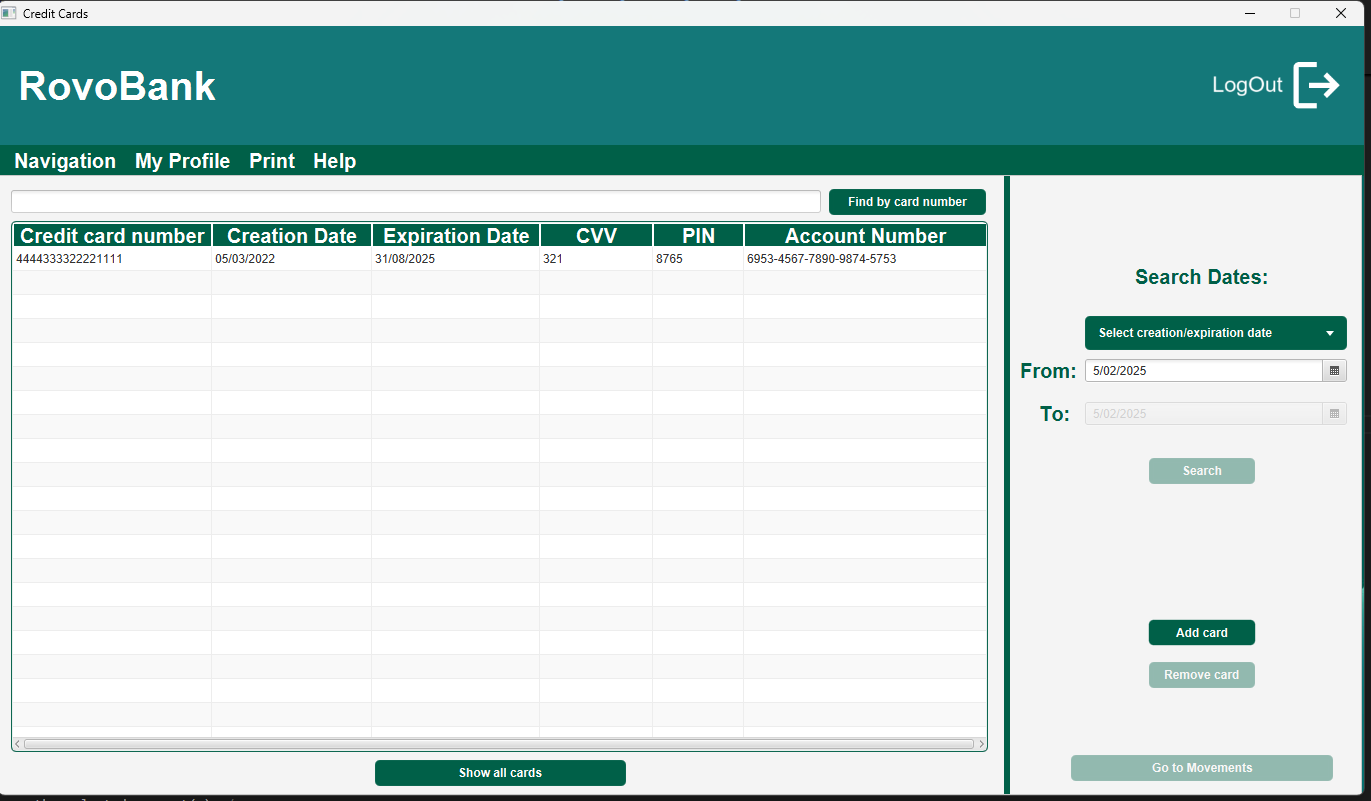 Credit Cards
RovoBank
LogOut
Navigation My Profile Print Help
Find by card number
Credit card number Creation Date Expiration Date CVV PIN Account Number
4444333322221111 05/03/2022 31/08/2025 321 8765 6953-4567-7890-9874-5753
Show all cards
Search Dates:
Select creation/expiration date
From: 5/02/2025
To: 5/02/2025
Search
Add card
Remove card
Go to Movements